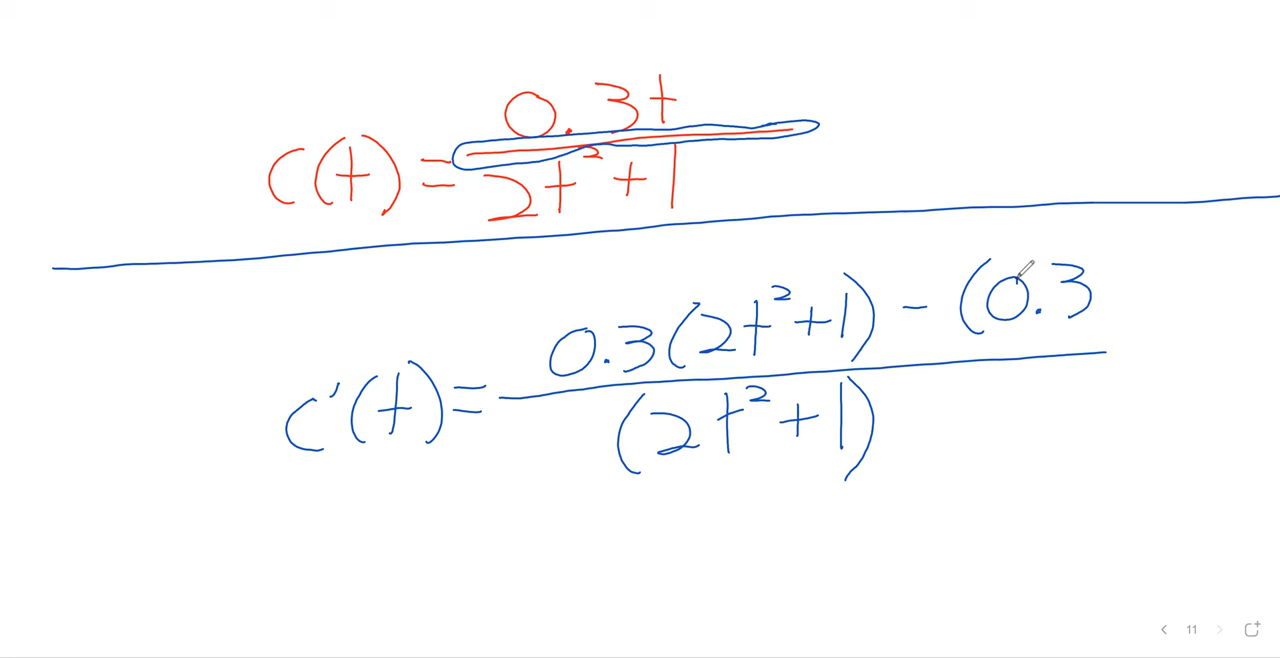 0.3t
c(t) =
2t² + 1
0.3(2t² + 1) - (0.3
c'(t) =
(2t² + 1)
11